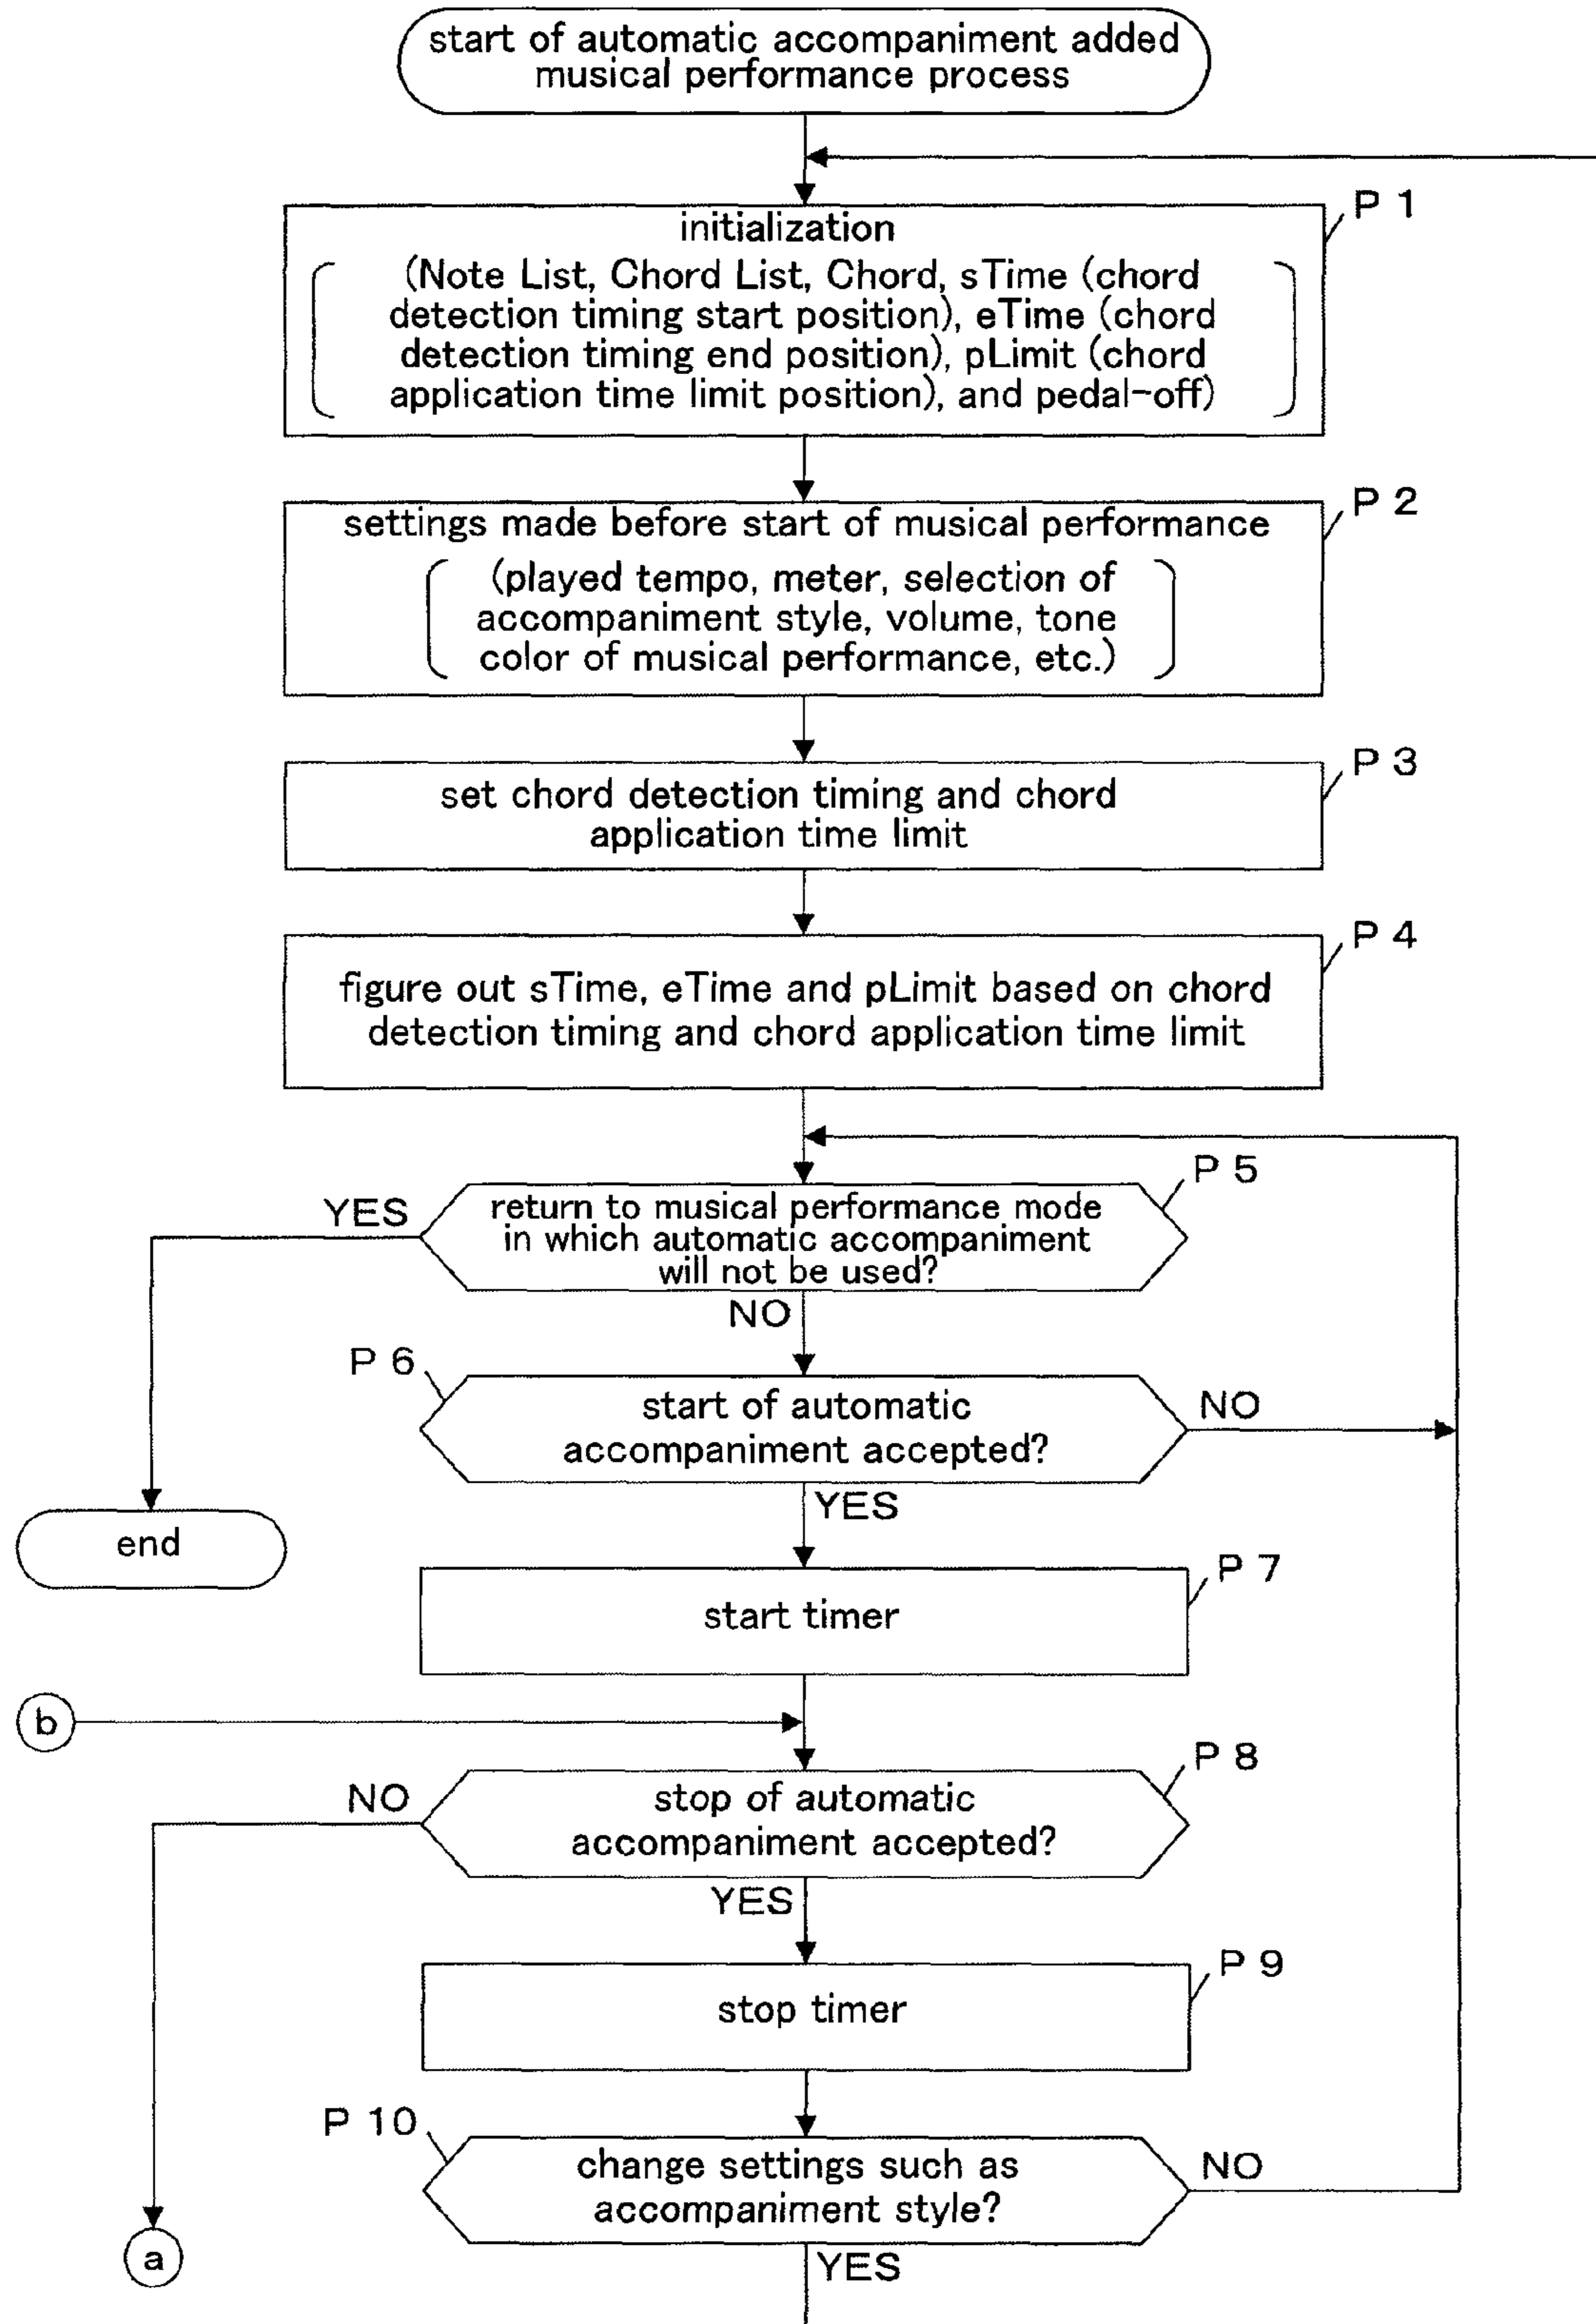 start of automatic accompaniment added
musical performance process
P 1
initialization
(Note List, Chord List, Chord, sTime (chord
detection timing start position), eTime (chord
detection timing end position), pLimit (chord
application time limit position), and pedal-off)
P 2
settings made before start of musical performance
(played tempo, meter, selection of
accompaniment style, volume, tone
color of musical performance, etc.)
P 3
set chord detection timing and chord
application time limit
P 4
figure out sTime, eTime and pLimit based on chord
detection timing and chord application time limit
P 5
YES
return to musical performance mode
in which automatic accompaniment
will not be used?
NO
P 6
start of automatic
accompaniment accepted?
NO
YES
end
P 7
start timer
b
P 8
NO
stop of automatic
accompaniment accepted?
YES
P 9
stop timer
P 10
change settings such as
accompaniment style?
NO
a
YES